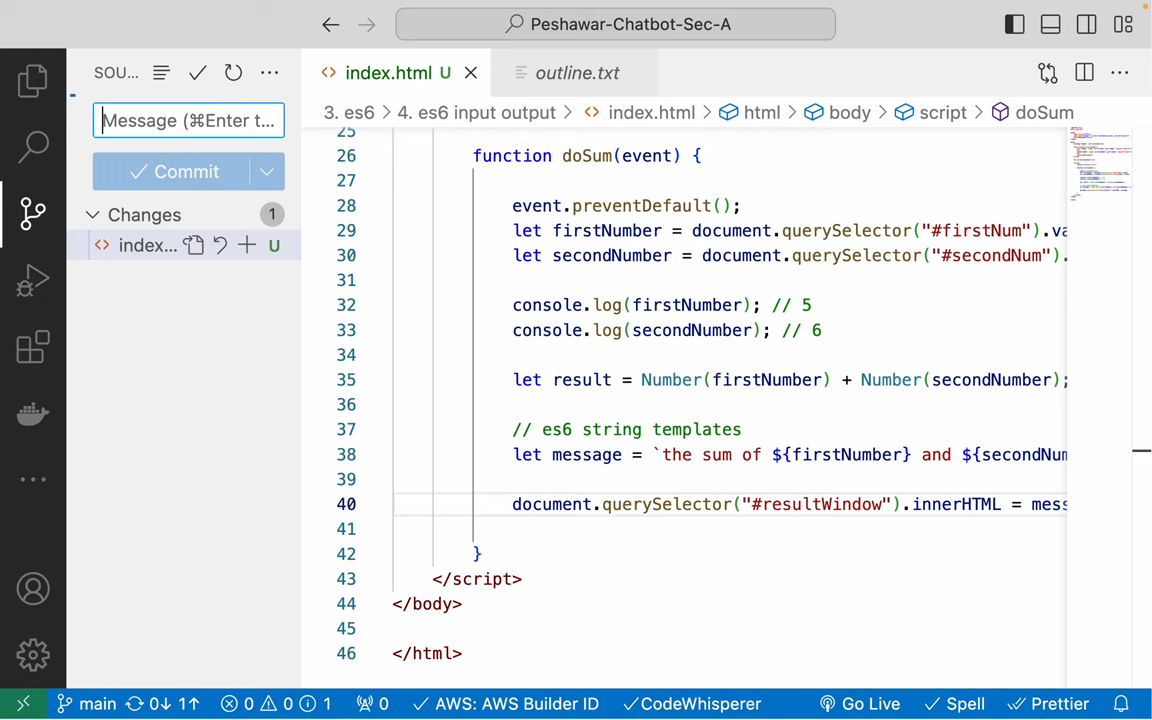 Peshawar-Chatbot-Sec-A
SOU...
index.html U
outline.txt
Message (⌘Enter t...
3. es6 > 4. es6 input output > index.html > html > body > script > doSum
Commit
Changes 1
index... U
25
26 function doSum(event) {
27
28 event.preventDefault();
29 let firstNumber = document.querySelector("#firstNum").va
30 let secondNumber = document.querySelector("#secondNum").
31
32 console.log(firstNumber); // 5
33 console.log(secondNumber); // 6
34
35 let result = Number(firstNumber) + Number(secondNumber);
36
37 // es6 string templates
38 let message = `the sum of ${firstNumber} and ${secondNum
39
40 document.querySelector("#resultWindow").innerHTML = mess
41
42 }
43 </script>
44 </body>
45
46 </html>
main 0↓ 1↑ 0 0 1 0 AWS: AWS Builder ID CodeWhisperer Go Live Spell Prettier